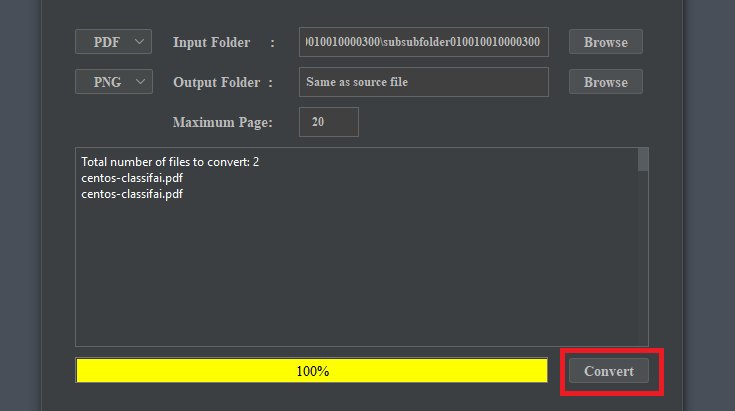 PDF Input Folder : 0010010000300\subsubfolder010010010000300 Browse
PNG Output Folder : Same as source file Browse
Maximum Page: 20
Total number of files to convert: 2
centos-classifai.pdf
centos-classifai.pdf
100% Convert